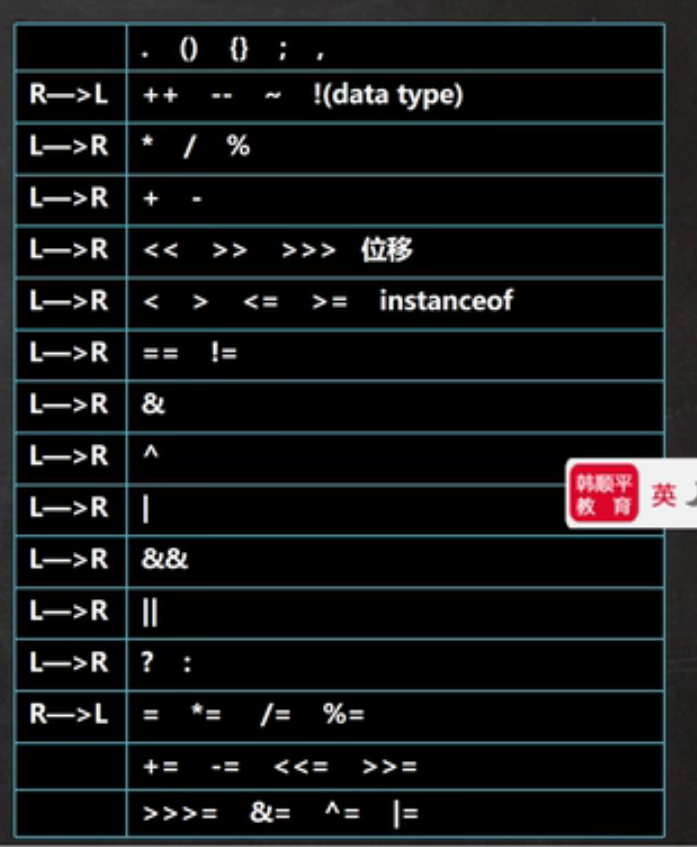 . () {} ; ,
R—>L ++ -- ~ !(data type)
L—>R * / %
L—>R + -
L—>R << >> >>> 位移
L—>R < > <= >= instanceof
L—>R == !=
L—>R &
L—>R ^
L—>R |
L—>R &&
L—>R ||
L—>R ? :
R—>L = *= /= %=
+= -= <<= >>=
>>>= &= ^= |=
韩顺平
教 育
英